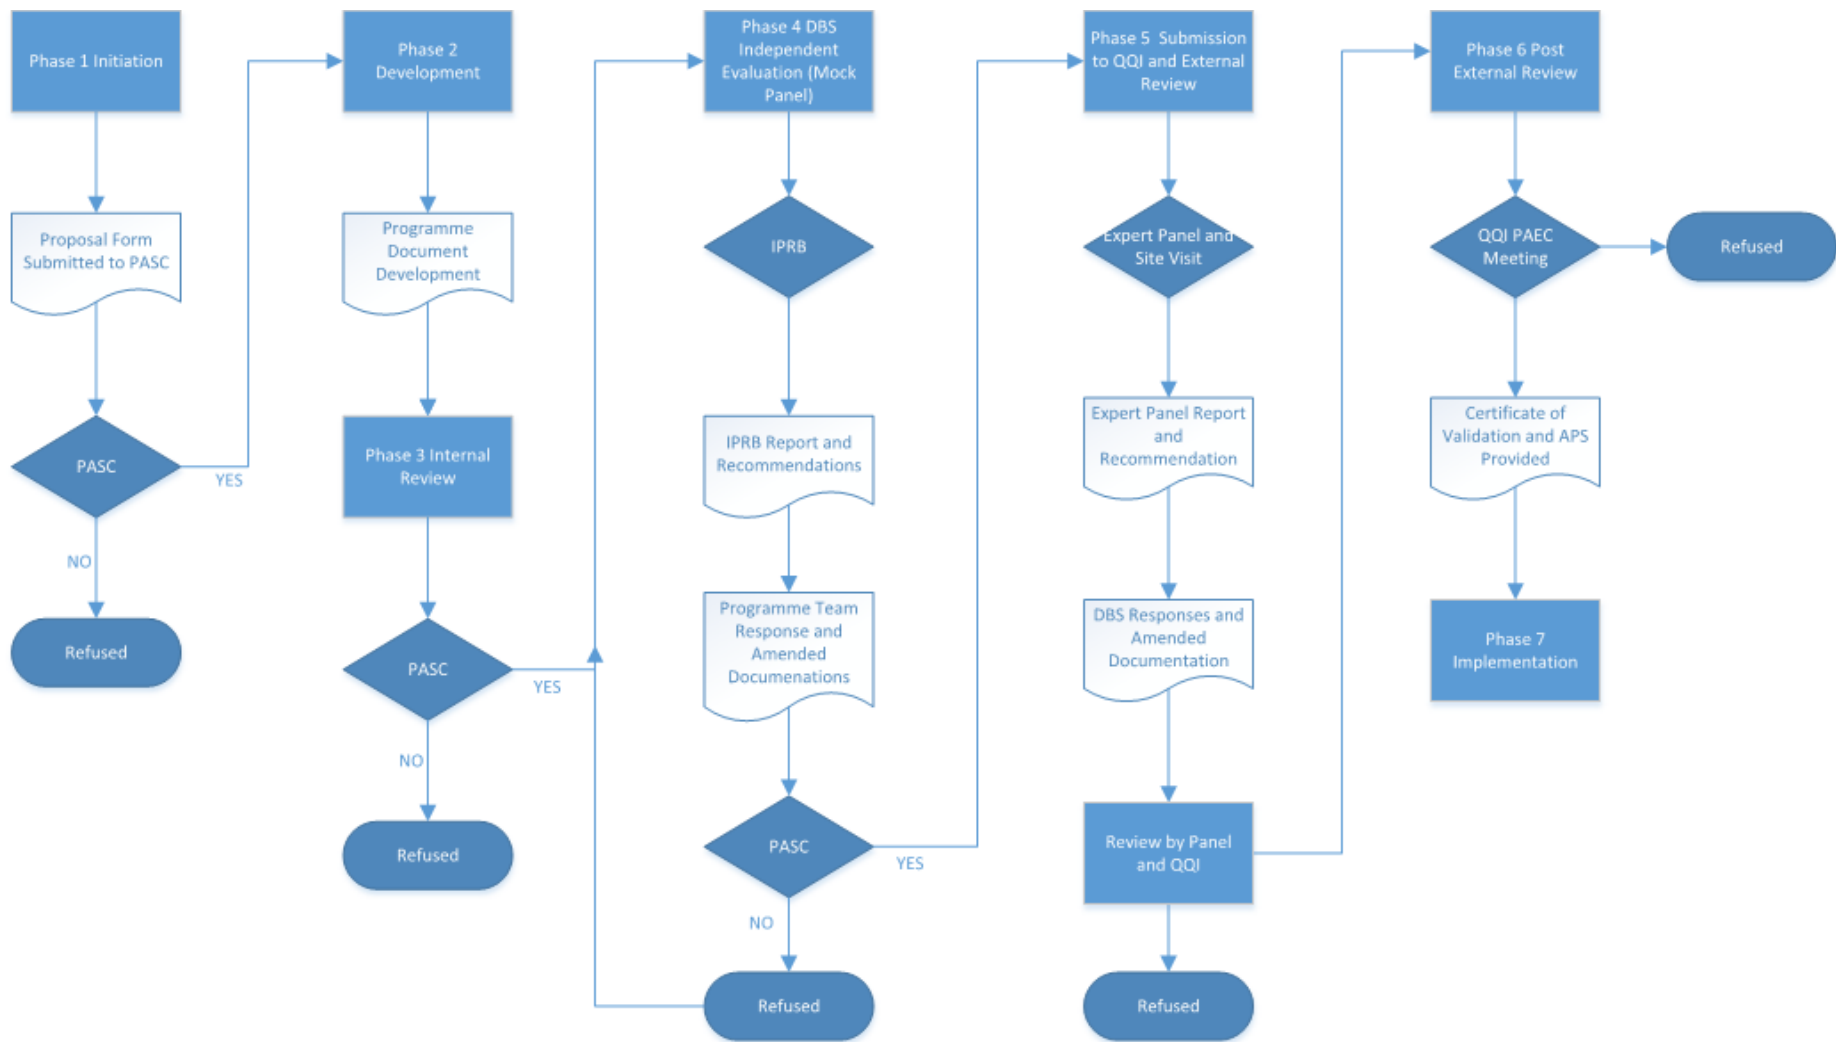 Phase 1 Initiation
Proposal Form
Submitted to PASC
PASC
YES
NO
Refused
Phase 2
Development
Programme
Document
Development
Phase 3 Internal
Review
PASC
YES
NO
Refused
Phase 4 DBS
Independent
Evaluation (Mock
Panel)
IPRB
IPRB Report and
Recommendations
Programme Team
Response and
Amended
Documenations
PASC
YES
NO
Refused
Phase 5 Submission
to QQI and External
Review
Expert Panel and
Site Visit
Expert Panel Report
and
Recommendation
DBS Responses and
Amended
Documentation
Review by Panel
and QQI
Refused
Phase 6 Post
External Review
QQI PAEC
Meeting
Refused
Certificate of
Validation and APS
Provided
Phase 7
Implementation